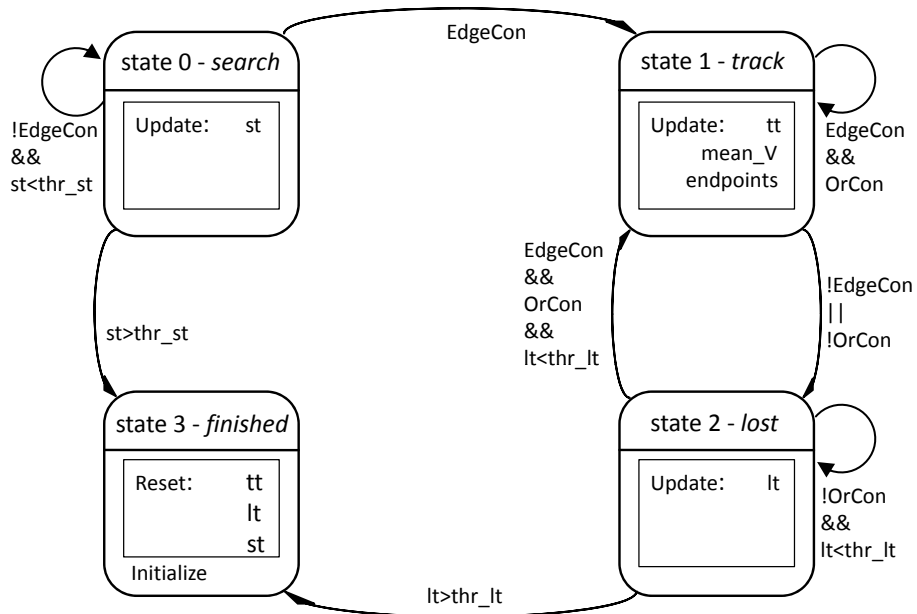 EdgeCon
state 0 - search
Update: st
!EdgeCon
&&
st<thr_st
state 1 - track
Update: tt
mean_V
endpoints
EdgeCon
&&
OrCon
st>thr_st
EdgeCon
&&
OrCon
&&
lt<thr_lt
!EdgeCon
||
!OrCon
state 3 - finished
Reset: tt
lt
st
Initialize
state 2 - lost
Update: lt
!OrCon
&&
lt<thr_lt
lt>thr_lt